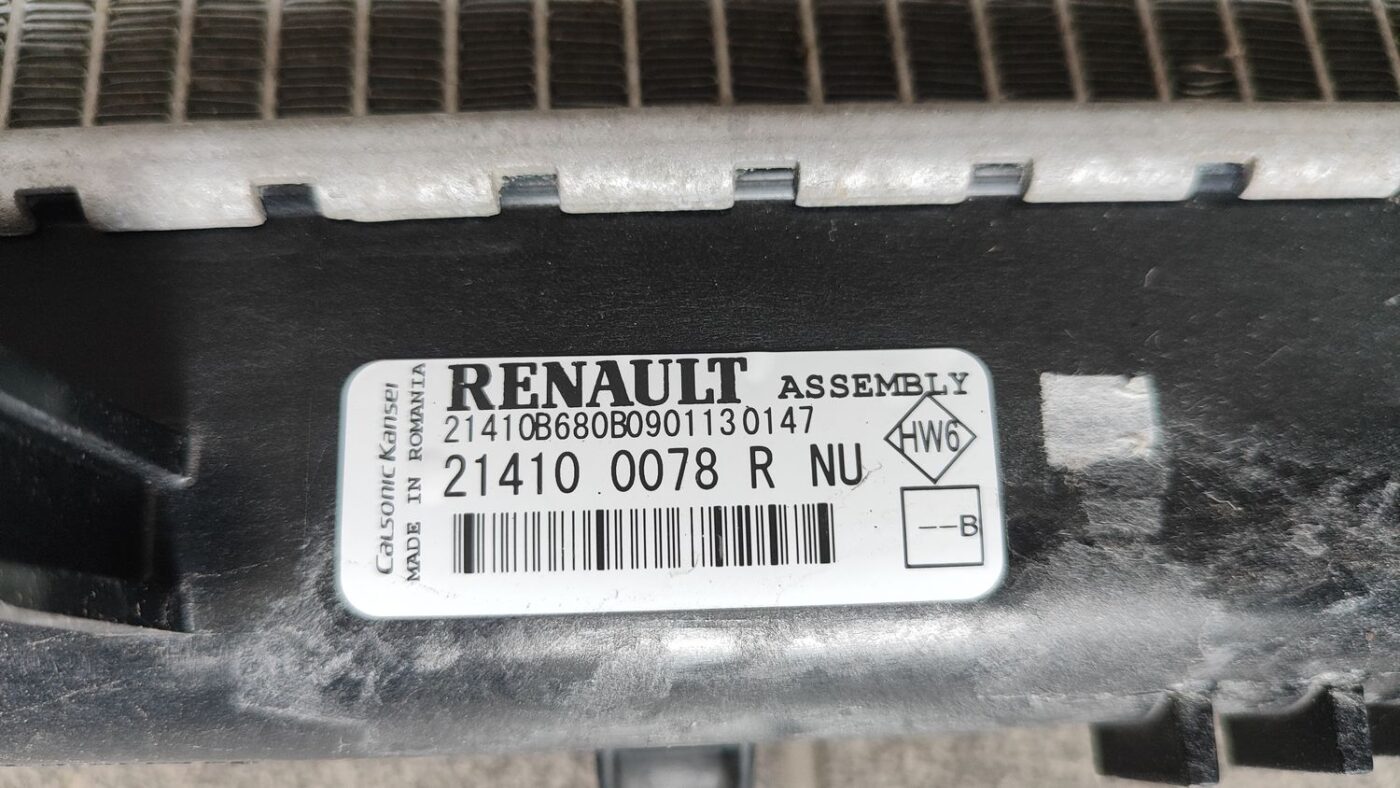 RENAULT ASSEMBLY
21410B680B0901130147
21410 0078 R NU
HW6
--B
Calsonic Kansei
MADE IN ROMANIA